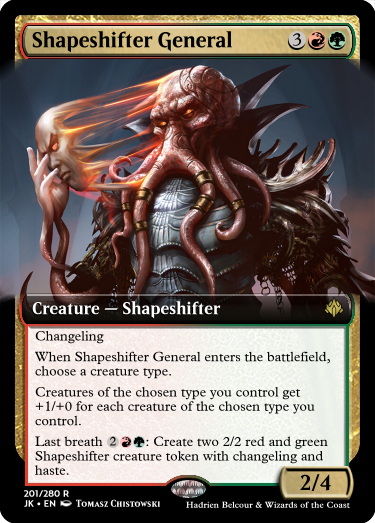 Shapeshifter General 3
Creature — Shapeshifter
Changeling
When Shapeshifter General enters the battlefield,
choose a creature type.
Creatures of the chosen type you control get
+1/+0 for each creature of the chosen type you
control.
Last breath 2 : Create two 2/2 red and green
Shapeshifter creature token with changeling and
haste.
2/4
201/280 R
JK • EN Tomasz Chistowski
Hadrien Belcour & Wizards of the Coast